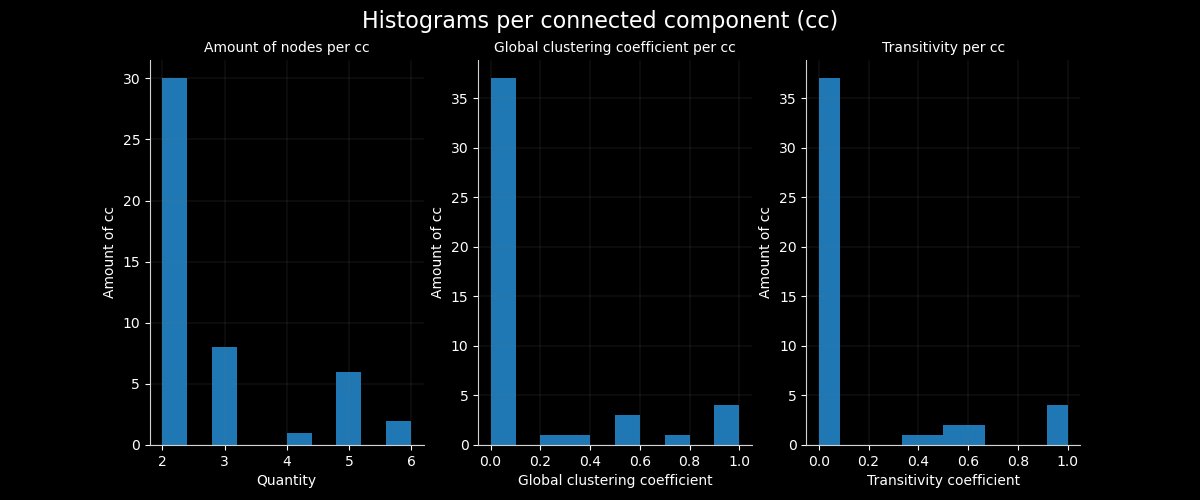 Histograms per connected component (cc)
Amount of nodes per cc
Global clustering coefficient per cc
Transitivity per cc
30
25
20
15
10
5
0
Amount of cc
2 3 4 5 6
Quantity
35
30
25
20
15
10
5
0
Amount of cc
0.0 0.2 0.4 0.6 0.8 1.0
Global clustering coefficient
35
30
25
20
15
10
5
0
Amount of cc
0.0 0.2 0.4 0.6 0.8 1.0
Transitivity coefficient